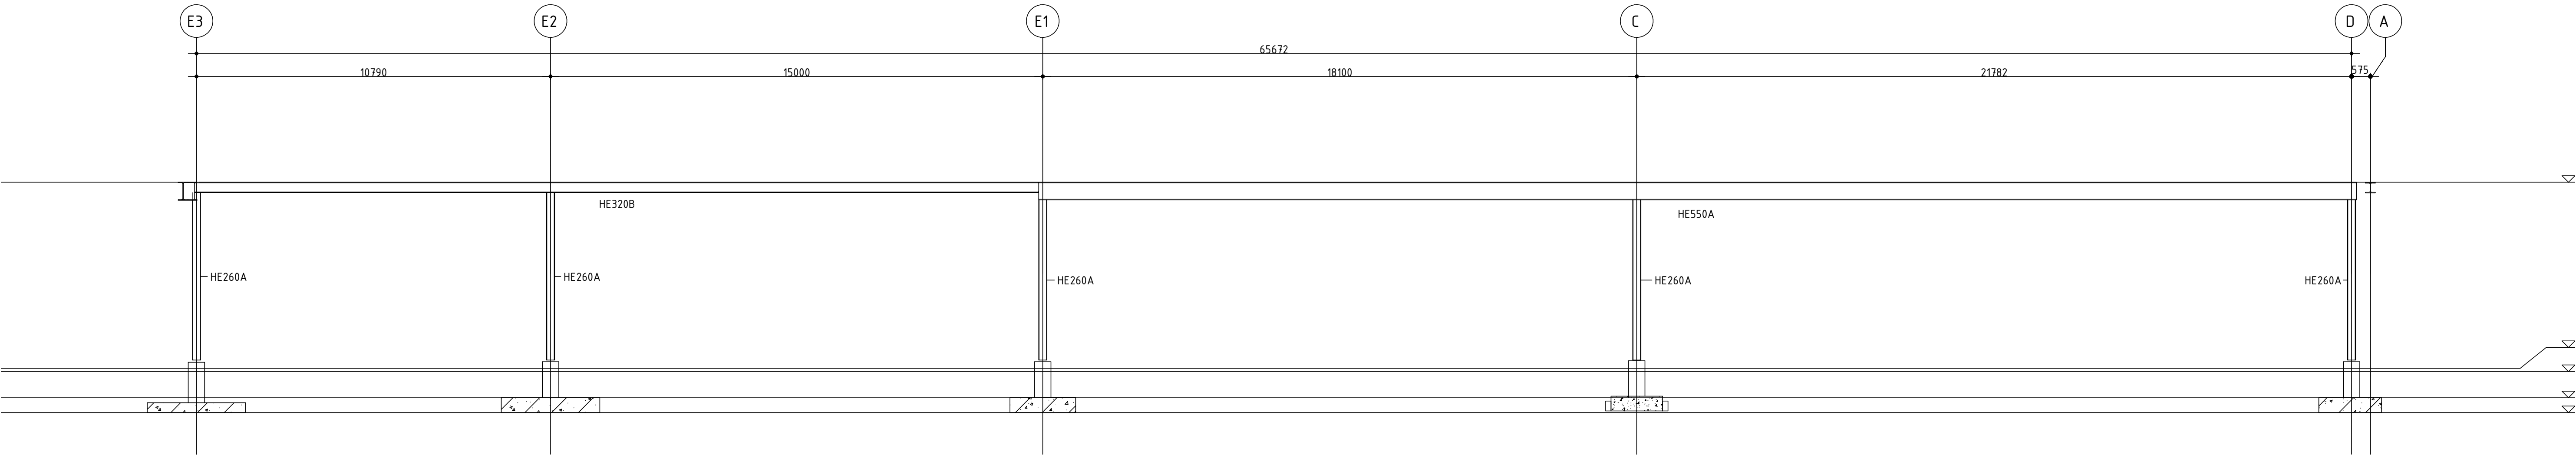 E3 E2 E1 C D A
65672
10790 15000 18100 21782 575
HE320B
HE550A
HE260A HE260A HE260A HE260A HE260A